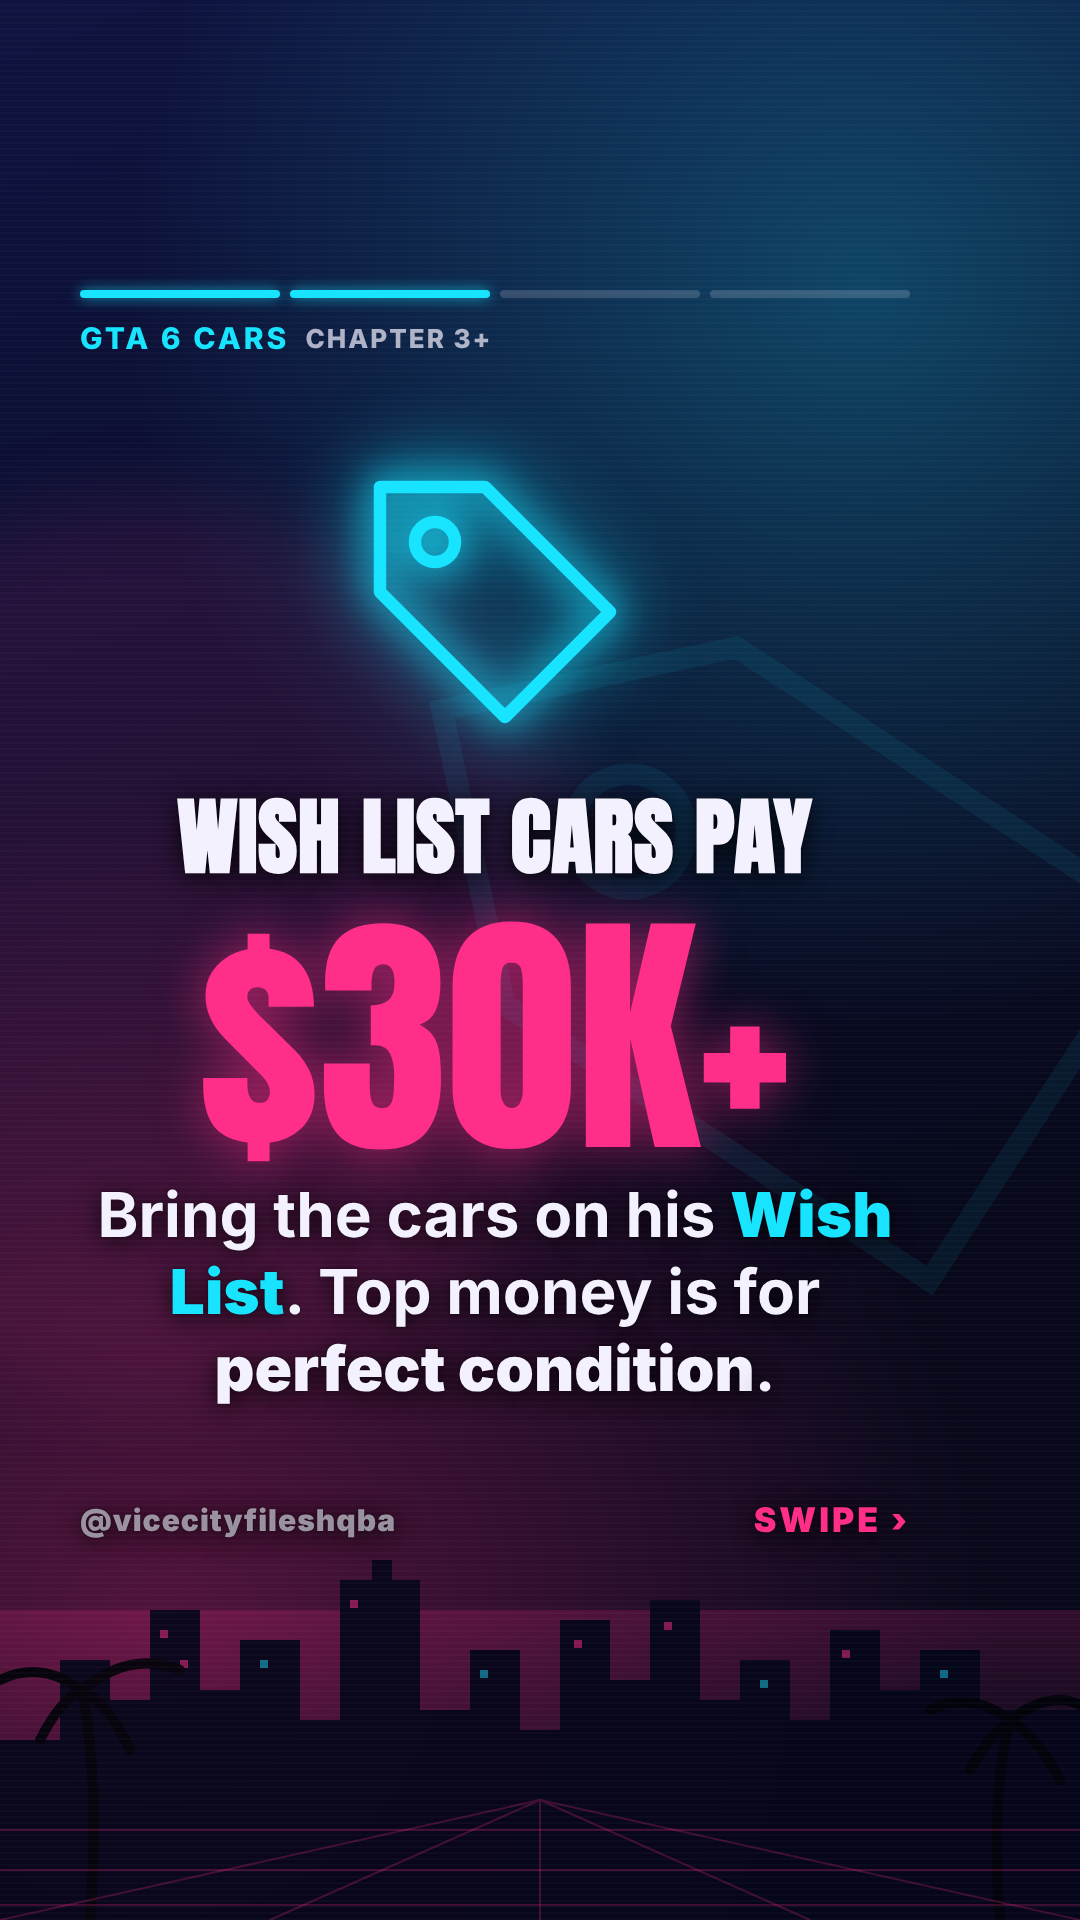 GTA 6 CARS CHAPTER 3+
WISH LIST CARS PAY
$30K+
Bring the cars on his Wish
List. Top money is for
perfect condition.
@vicecityfileshqba
SWIPE ›